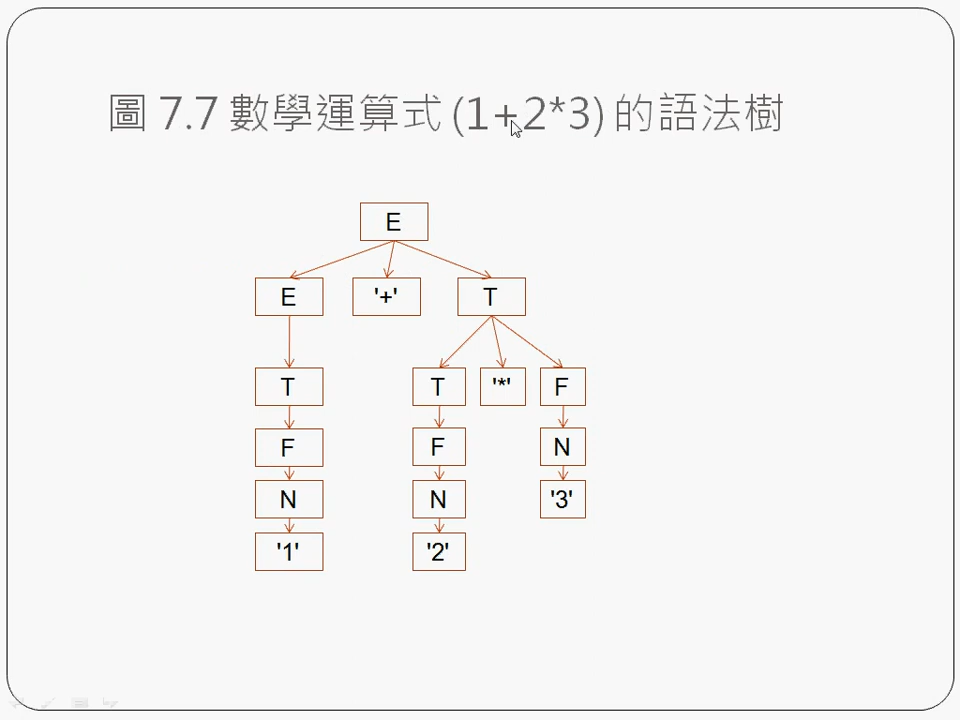 圖 7.7 數學運算式 (1+2*3) 的語法樹
E
E '+' T
T T '*' F
F F N
N N '3'
'1' '2'